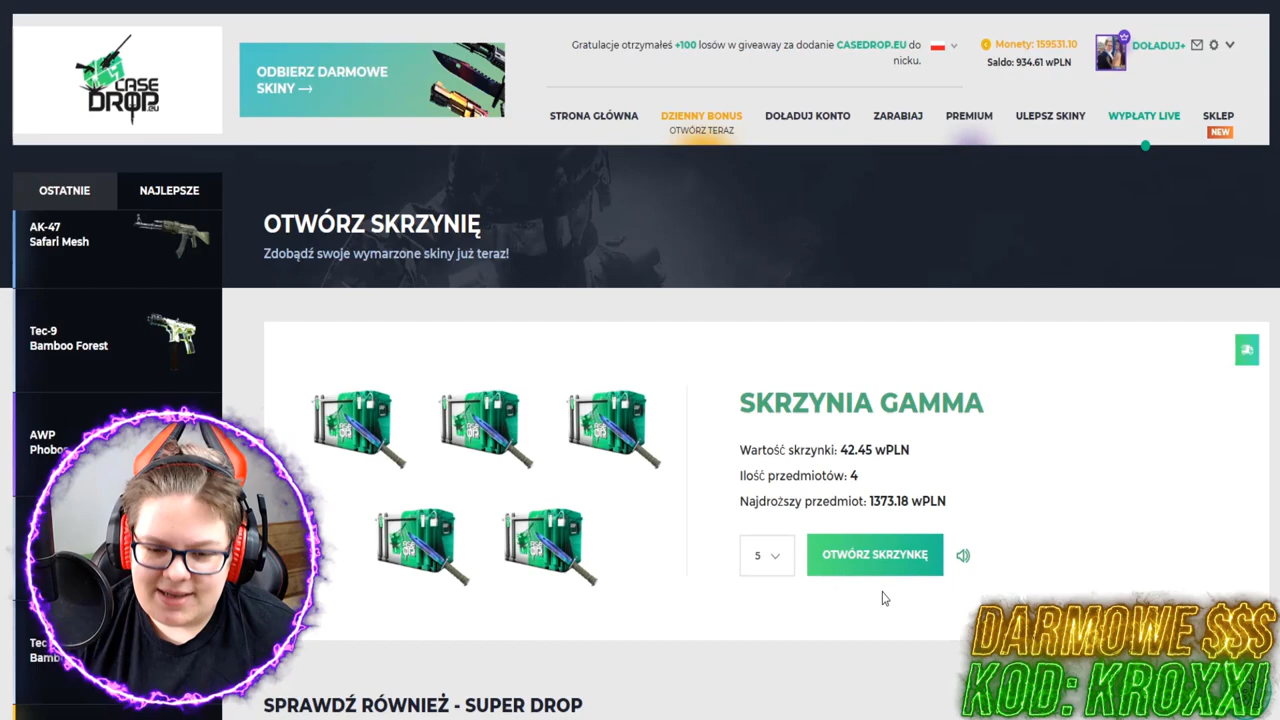 CASE
DROP.EU
ODBIERZ DARMOWE
SKINY →
Gratulacje otrzymałeś +100 losów w giveaway za dodanie CASEDROP.EU do
nicku.
Monety: 159531.10
Saldo: 934.61 wPLN
DOŁADUJ+
STRONA GŁÓWNA
DZIENNY BONUS
OTWÓRZ TERAZ
DOŁADUJ KONTO
ZARABIAJ
PREMIUM
ULEPSZ SKINY
WYPŁATY LIVE
SKLEP
NEW
OSTATNIE
NAJLEPSZE
AK-47
Safari Mesh
Tec-9
Bamboo Forest
AWP
Phobo
Tec
Bamb
OTWÓRZ SKRZYNIĘ
Zdobądź swoje wymarzone skiny już teraz!
SKRZYNIA GAMMA
Wartość skrzynki: 42.45 wPLN
Ilość przedmiotów: 4
Najdroższy przedmiot: 1373.18 wPLN
5
OTWÓRZ SKRZYNKĘ
DARMOWE $$$
KOD: KROXXI
SPRAWDŹ RÓWNIEŻ - SUPER DROP